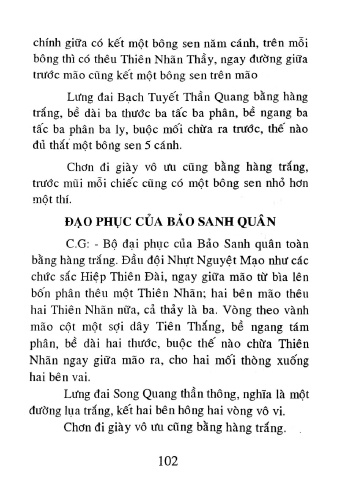 chính giữa có kết một bông sen năm cánh, trên mỗi
bông thì có thêu Thiên Nhãn Thầy, ngay đường giữa
trước mão cũng kết một bông sen trên mão
Lưng đai Bạch Tuyết Thần Quang bằng hàng
trắng, bề dài ba thước ba tấc ba phân, bề ngang ba
tấc ba phân ba ly, buộc mối chừa ra trước, thế nào
đủ thất một bông sen 5 cánh.
Chơn đi giày vô ưu cũng bằng hàng trắng,
trước mũi mỗi chiếc cũng có một bông sen nhỏ hơn
một thí.
ĐẠO PHỤC CỦA BẢO SANH QUÂN
C.G: - Bộ đại phục của Bảo Sanh quân toàn
bằng hàng trắng. Đầu đội Nhựt Nguyệt Mạo như các
chức sắc Hiệp Thiên Đài, ngay giữa mão từ bìa lên
bốn phân thêu một Thiên Nhãn; hai bên mão thêu
hai Thiên Nhãn nữa, cả thảy là ba. Vòng theo vành
mão cột một sợi dây Tiên Thắng, bề ngang tám
phân, bề dài hai thước, buộc thế nào chừa Thiên
Nhãn ngay giữa mão ra, cho hai mối thòng xuống
hai bên vai.
Lưng đai Song Quang thần thông, nghĩa là một
đường lụa trắng, kết hai bên hông hai vòng vô vi.
Chơn đi giày vô ưu cũng bằng hàng trắng.
102